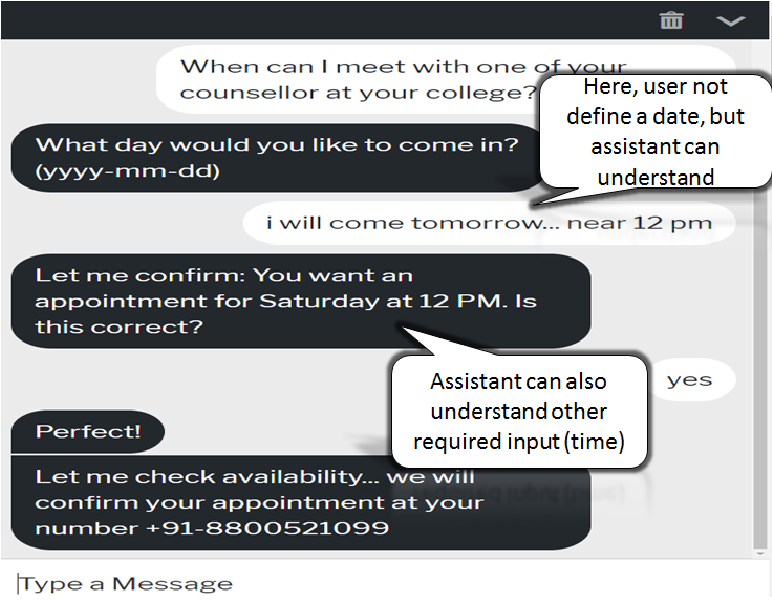 When can I meet with one of your
counsellor at your college?
Here, user not
define a date, but
assistant can
understand
What day would you like to come in?
(yyyy-mm-dd)
i will come tomorrow... near 12 pm
Let me confirm: You want an
appointment for Saturday at 12 PM. Is
this correct?
Assistant can also
understand other
required input (time)
yes
Perfect!
Let me check availability... we will
confirm your appointment at your
number +91-8800521099
Type a Message